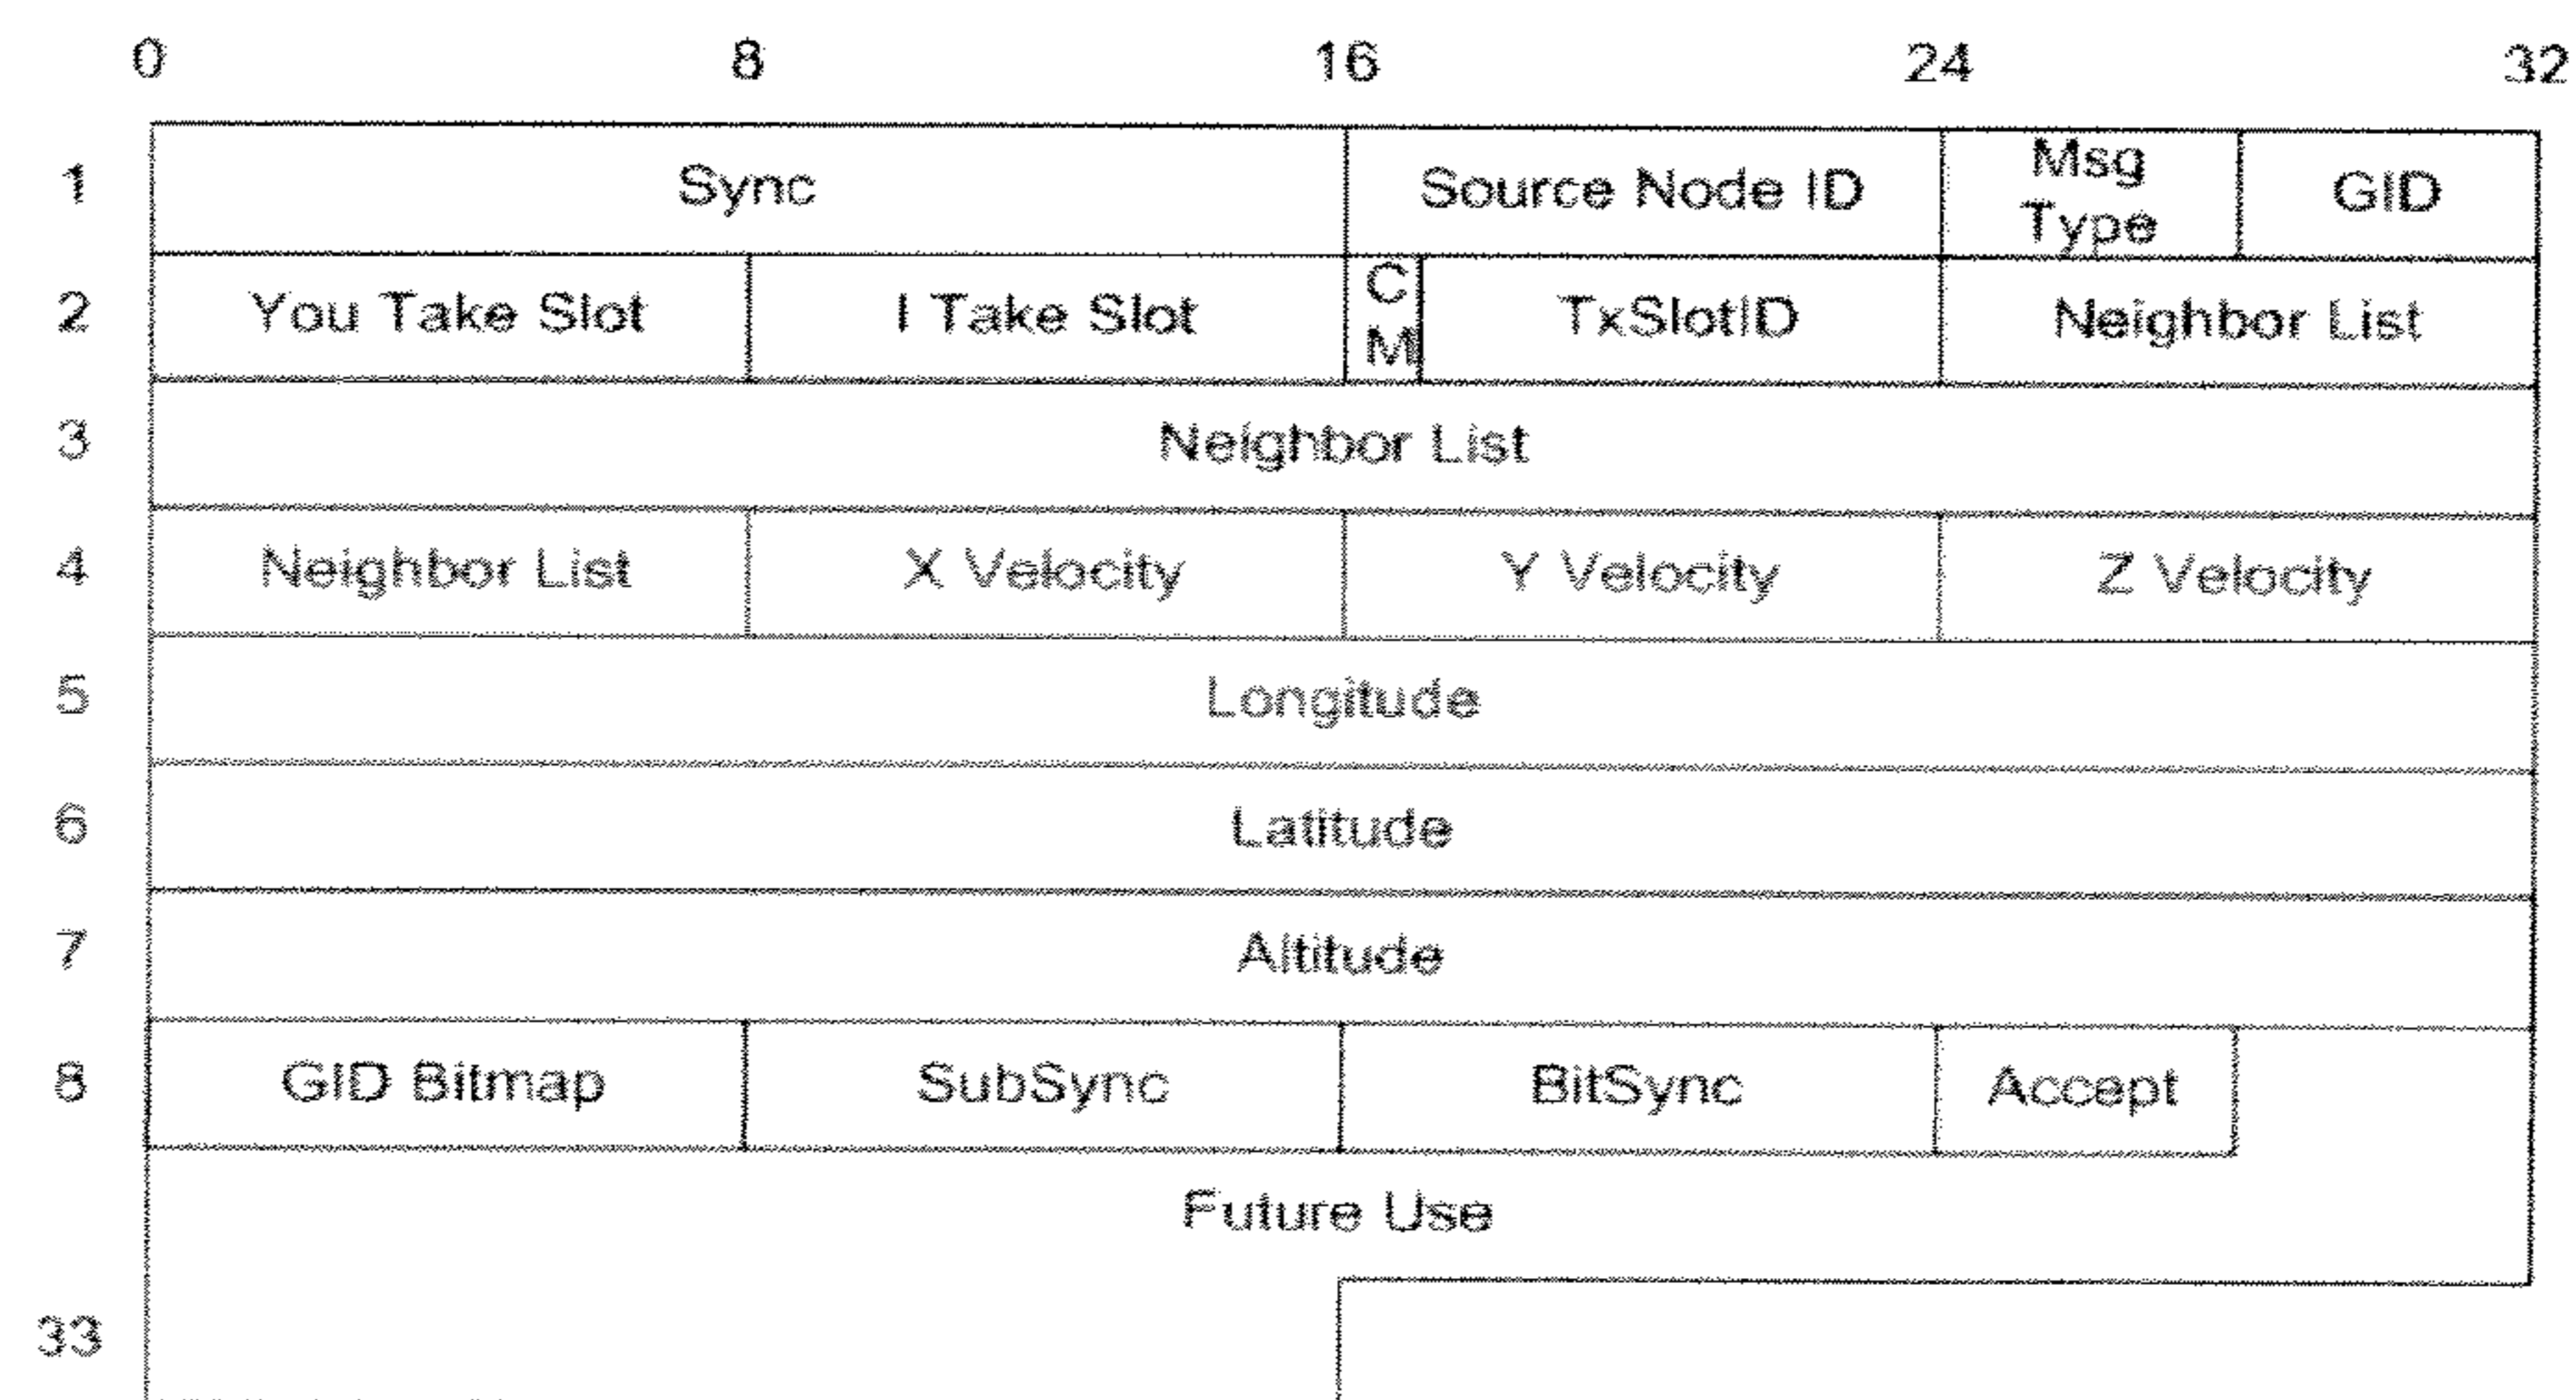 0 8 16 24 32
1 Sync Source Node ID Msg Type GID
2 You Take Slot I Take Slot CM TxSlotID Neighbor List
3 Neighbor List
4 Neighbor List X Velocity Y Velocity Z Velocity
5 Longitude
6 Latitude
7 Altitude
8 GID Bitmap SubSync BitSync Accept
Future Use
33